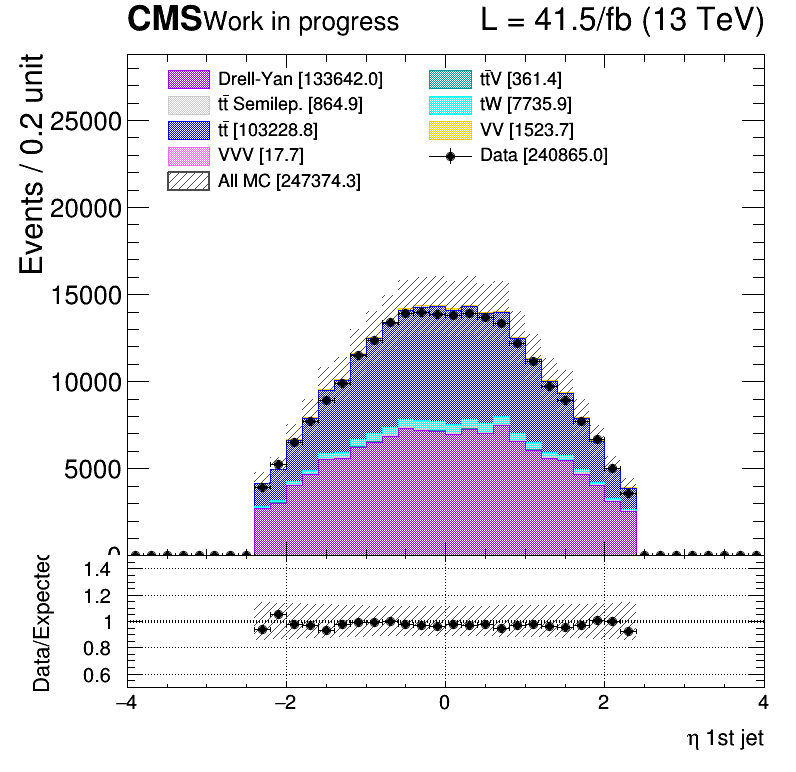 CMS Work in progress L = 41.5/fb (13 TeV)
Events / 0.2 unit
Drell-Yan [133642.0]
tt̄V [361.4]
tt̄ Semilep. [864.9]
tW [7735.9]
tt̄ [103228.8]
VV [1523.7]
VVV [17.7]
Data [240865.0]
All MC [247374.3]
25000
20000
15000
10000
5000
0
Data/Expected
1.4
1.2
1
0.8
0.6
−4 −2 0 2 4
η 1st jet